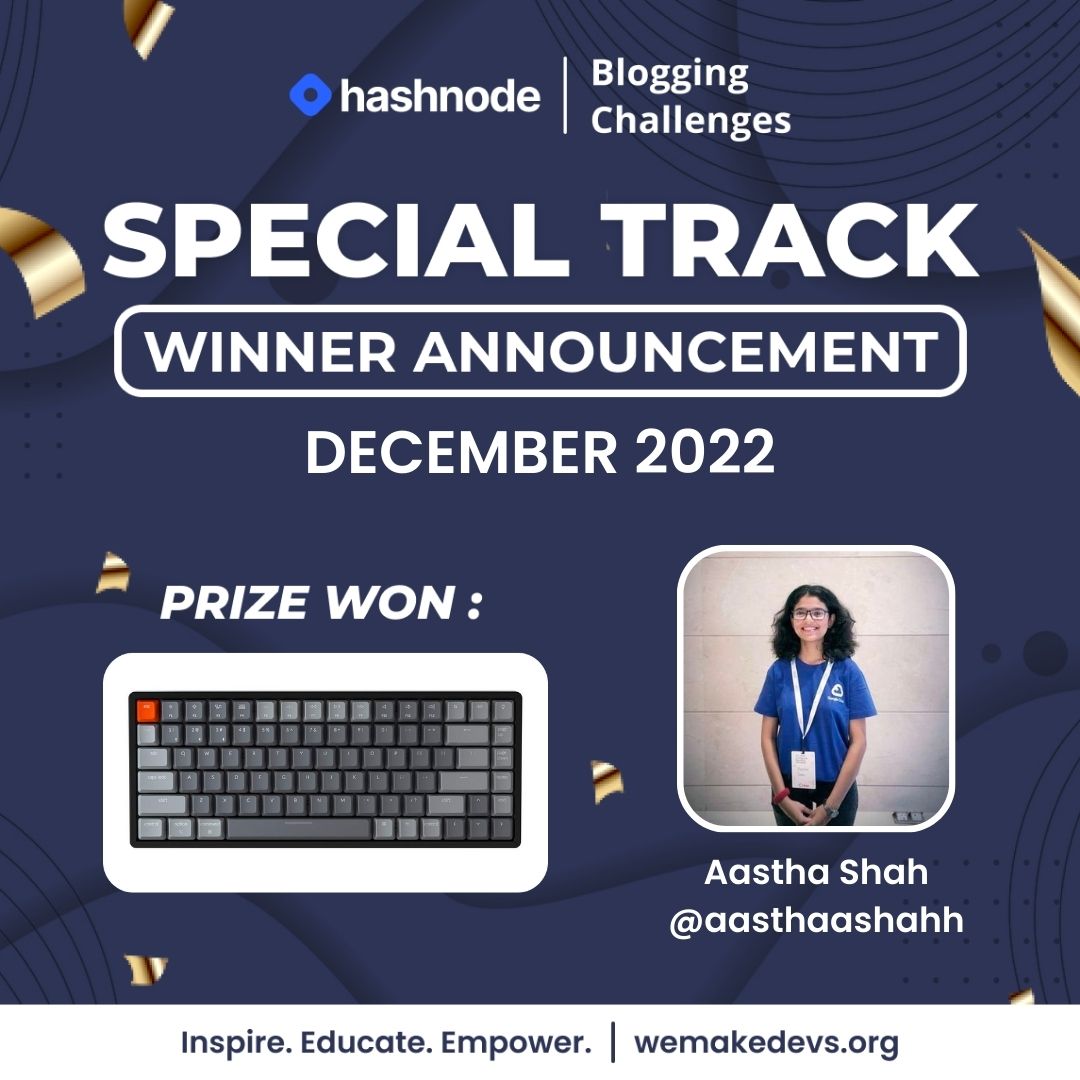 hashnode
Blogging
Challenges
SPECIAL TRACK
WINNER ANNOUNCEMENT
DECEMBER 2022
PRIZE WON :
Aastha Shah
@aasthaashahh
Inspire. Educate. Empower. | wemakedevs.org